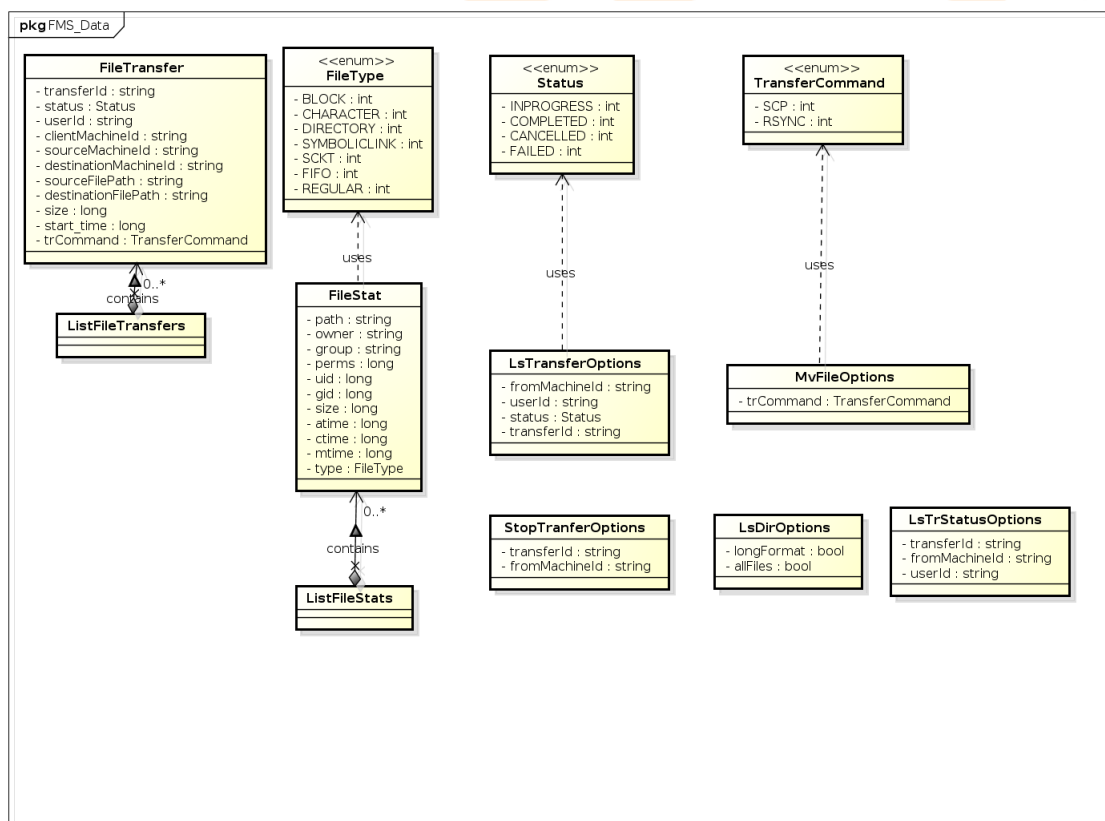 pkg FMS_Data
FileTransfer
- transferId : string
- status : Status
- userId : string
- clientMachineId : string
- sourceMachineId : string
- destinationMachineId : string
- sourceFilePath : string
- destinationFilePath : string
- size : long
- start_time : long
- trCommand : TransferCommand
0..*
contains
ListFileTransfers
<<enum>>
FileType
- BLOCK : int
- CHARACTER : int
- DIRECTORY : int
- SYMBOLICLINK : int
- SCKT : int
- FIFO : int
- REGULAR : int
uses
FileStat
- path : string
- owner : string
- group : string
- perms : long
- uid : long
- gid : long
- size : long
- atime : long
- ctime : long
- mtime : long
- type : FileType
0..*
contains
ListFileStats
<<enum>>
Status
- INPROGRESS : int
- COMPLETED : int
- CANCELLED : int
- FAILED : int
uses
LsTransferOptions
- fromMachineId : string
- userId : string
- status : Status
- transferId : string
<<enum>>
TransferCommand
- SCP : int
- RSYNC : int
uses
MvFileOptions
- trCommand : TransferCommand
StopTranferOptions
- transferId : string
- fromMachineId : string
LsDirOptions
- longFormat : bool
- allFiles : bool
LsTrStatusOptions
- transferId : string
- fromMachineId : string
- userId : string